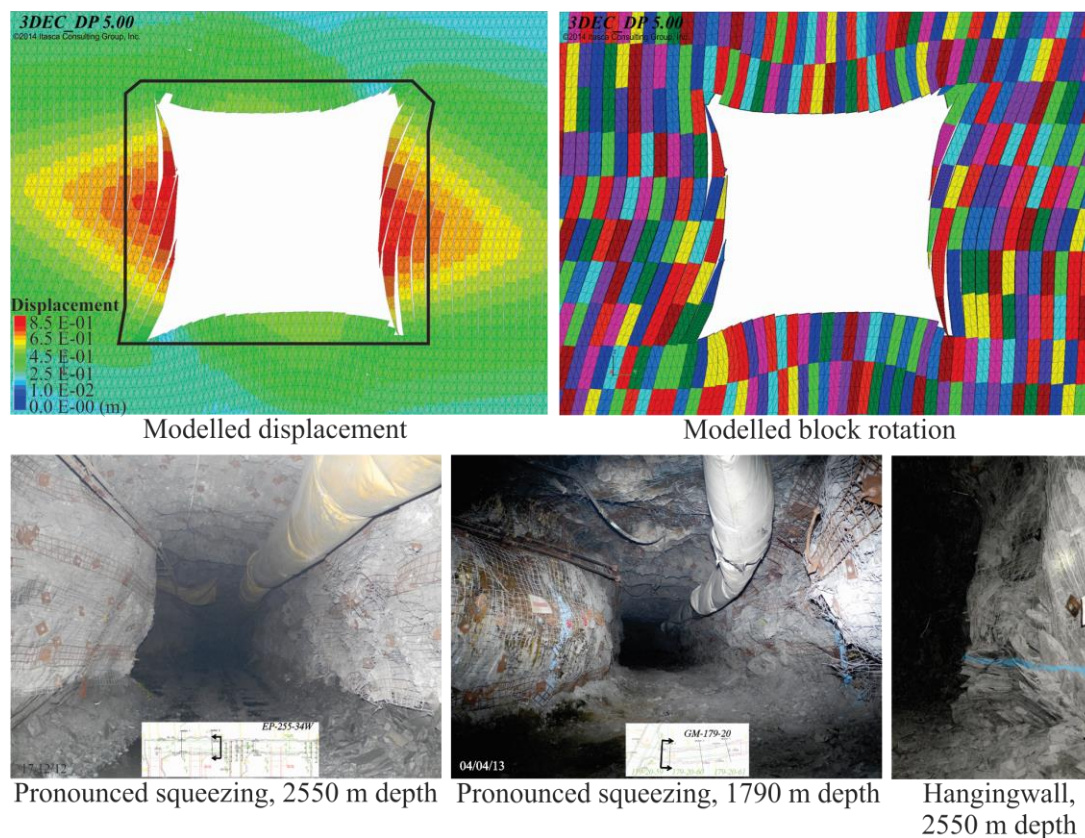 3DEC_DP 5.00
©2014 Itasca Consulting Group, Inc.
Displacement
8.5 E-01
6.5 E-01
4.5 E-01
2.5 E-01
1.0 E-02
0.0 E-00 (m)
Modelled displacement
3DEC_DP 5.00
©2014 Itasca Consulting Group, Inc.
Modelled block rotation
EP-255-34W
17/12/12
Pronounced squeezing, 2550 m depth
GM-179-20
04/04/13
Pronounced squeezing, 1790 m depth
Hangingwall,
2550 m depth